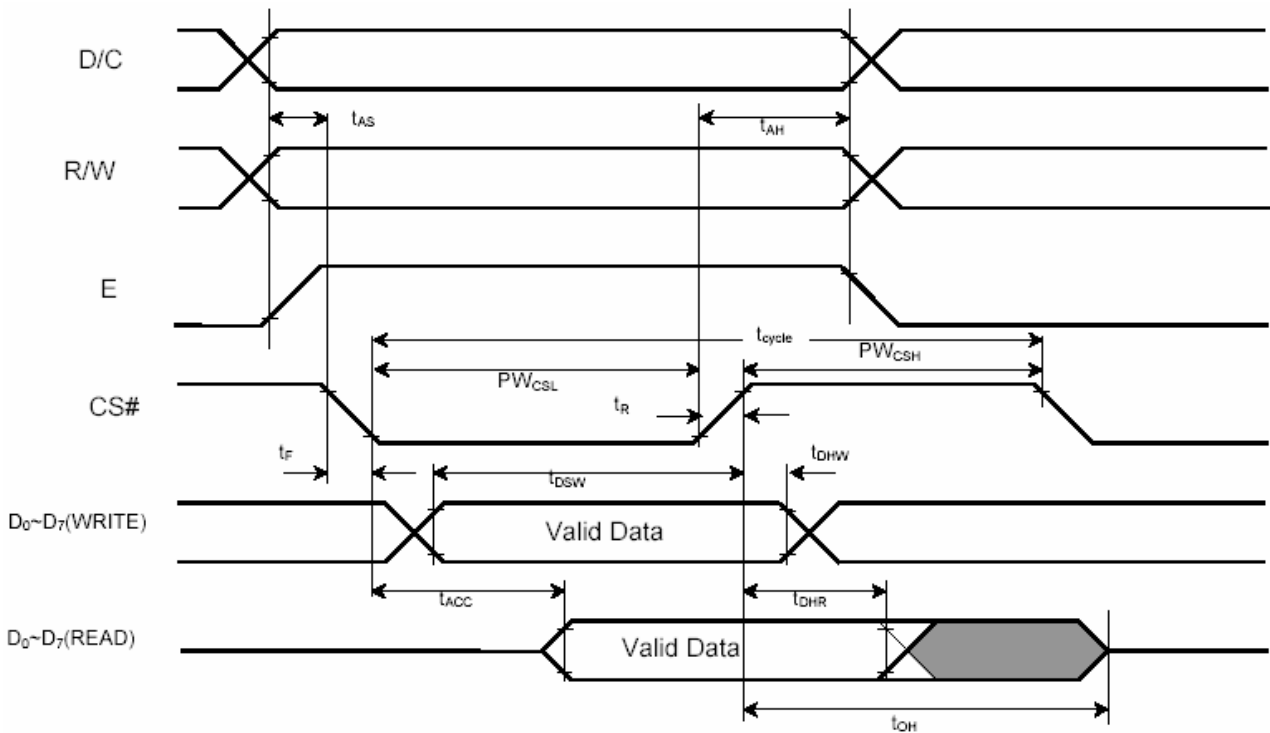 D/C
tAS
tAH
R/W
E
tcycle
PWCSL
PWCSH
CS#
tR
tF
tDSW
tDHW
D0~D7(WRITE)
Valid Data
tACC
tDHR
D0~D7(READ)
Valid Data
tOH